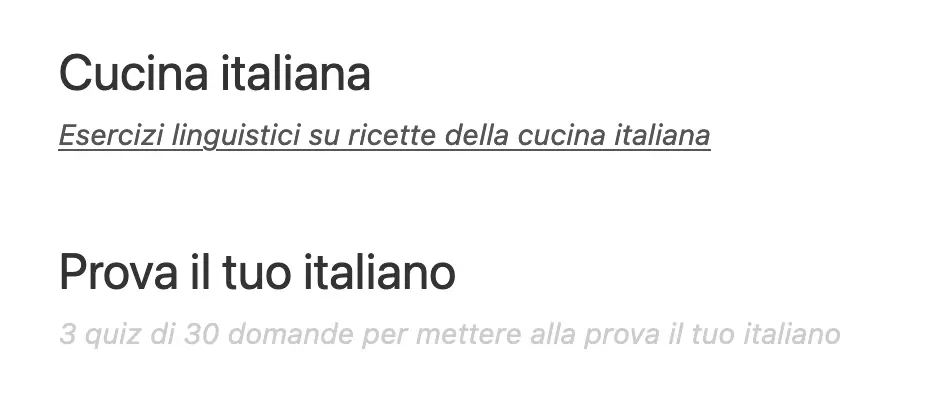 Cucina italiana
Esercizi linguistici su ricette della cucina italiana
Prova il tuo italiano
3 quiz di 30 domande per mettere alla prova il tuo italiano